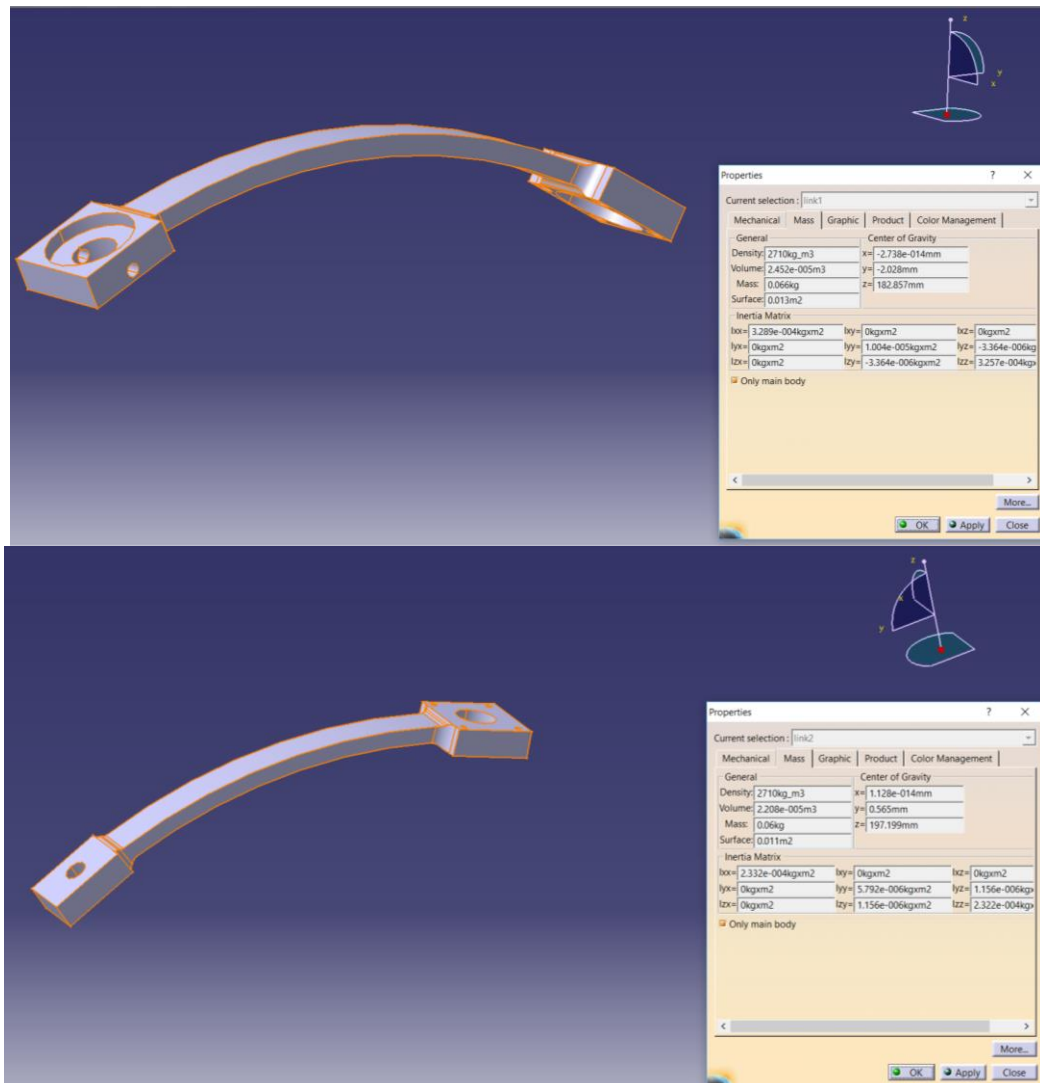 z
y
x
Properties ? X
Current selection : link1
Mechanical Mass Graphic Product Color Management
General Center of Gravity
Density: 2710kg_m3 x= -2.738e-014mm
Volume: 2.452e-005m3 y= -2.028mm
Mass: 0.066kg z= 182.857mm
Surface: 0.013m2
Inertia Matrix
Ixx= 3.289e-004kgxm2 Ixy= 0kgxm2 Ixz= 0kgxm2
Iyx= 0kgxm2 Iyy= 1.004e-005kgxm2 Iyz= -3.364e-006kg
Izx= 0kgxm2 Izy= -3.364e-006kgxm2 Izz= 3.257e-004kgx
Only main body
More...
OK Apply Close
z
x
y
Properties ? X
Current selection : link2
Mechanical Mass Graphic Product Color Management
General Center of Gravity
Density: 2710kg_m3 x= 1.128e-014mm
Volume: 2.208e-005m3 y= 0.565mm
Mass: 0.06kg z= 197.199mm
Surface: 0.011m2
Inertia Matrix
Ixx= 2.332e-004kgxm2 Ixy= 0kgxm2 Ixz= 0kgxm2
Iyx= 0kgxm2 Iyy= 5.792e-006kgxm2 Iyz= 1.156e-006kgx
Izx= 0kgxm2 Izy= 1.156e-006kgxm2 Izz= 2.322e-004kgx
Only main body
More...
OK Apply Close